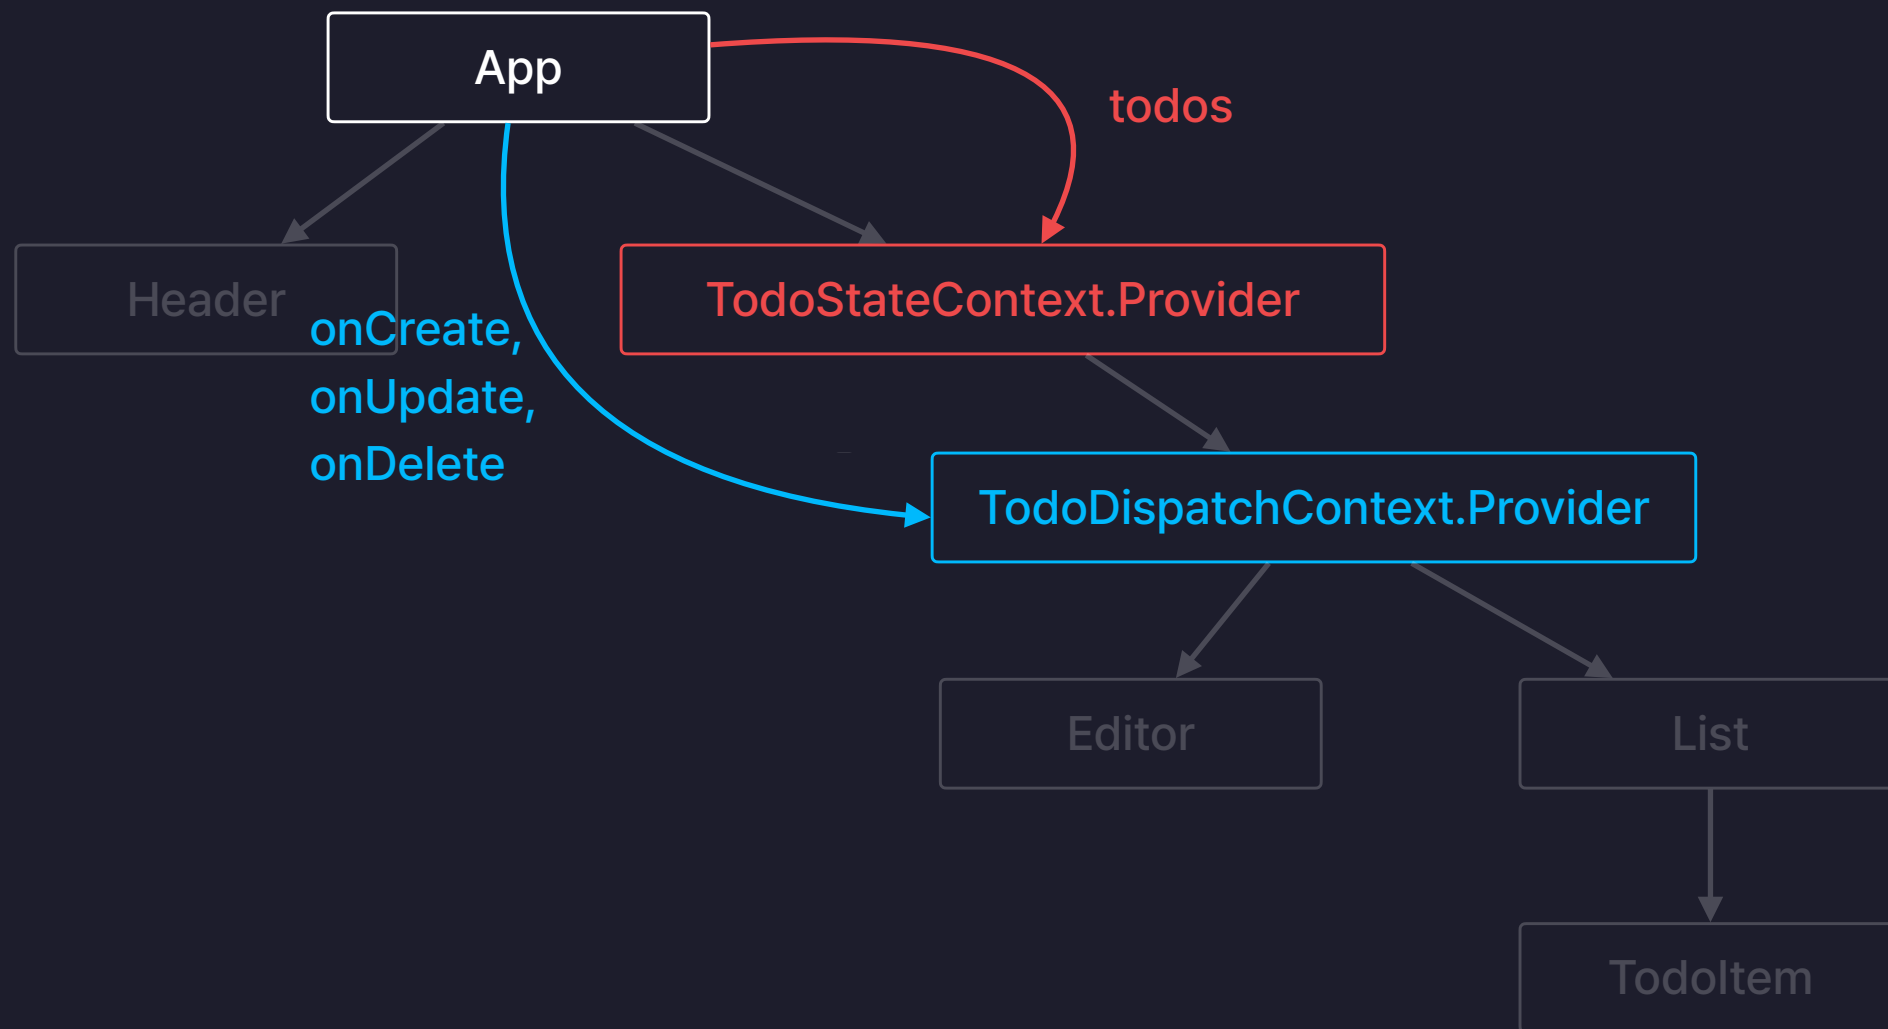 App
todos
Header
TodoStateContext.Provider
onCreate,
onUpdate,
onDelete
TodoDispatchContext.Provider
Editor
List
TodoItem